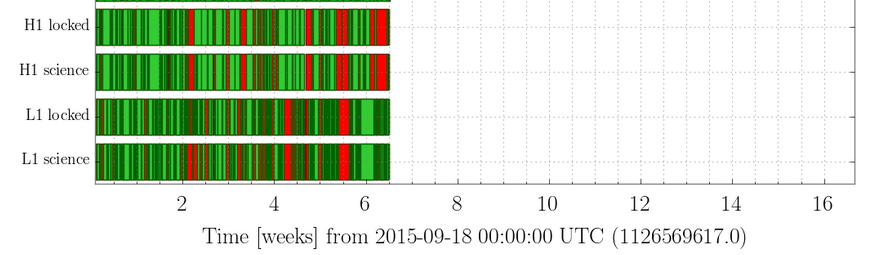 H1 locked
H1 science
L1 locked
L1 science
2 4 6 8 10 12 14 16
Time [weeks] from 2015-09-18 00:00:00 UTC (1126569617.0)